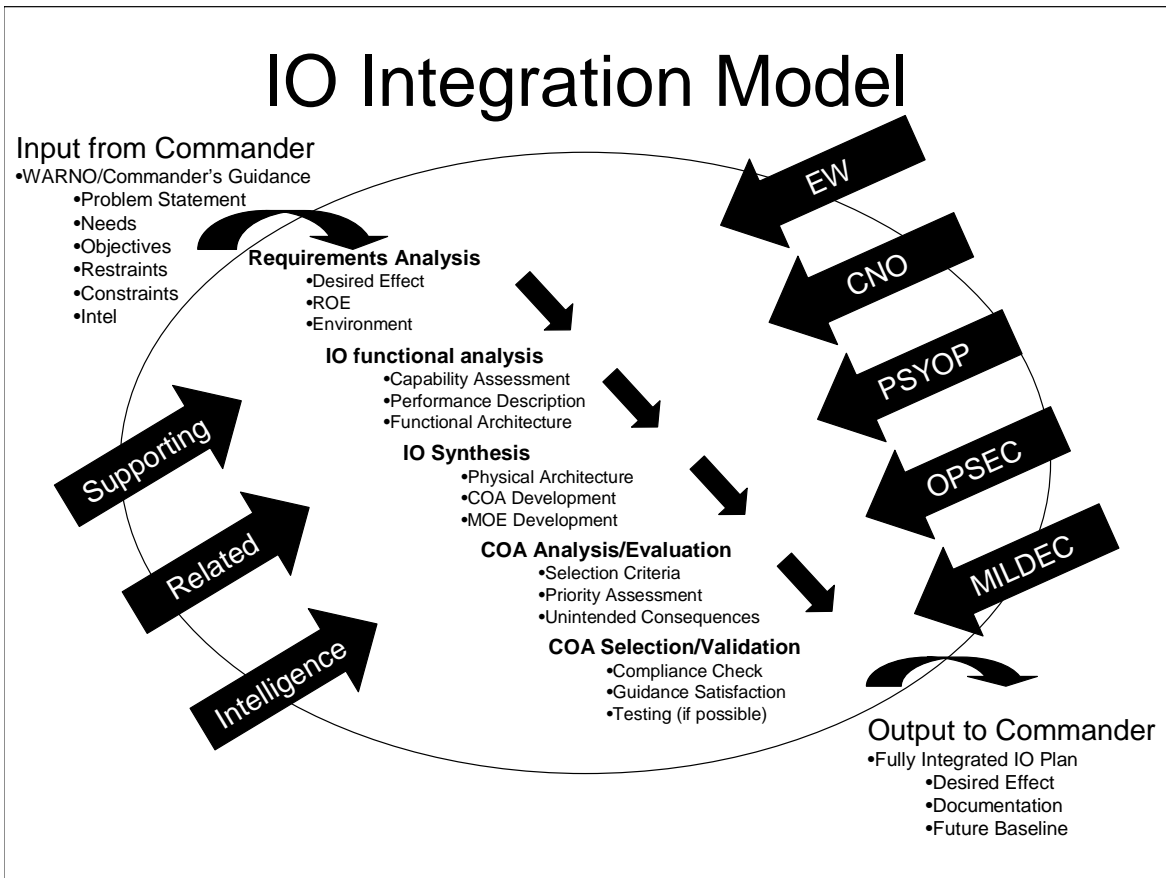 IO Integration Model
Input from Commander
•WARNO/Commander's Guidance
•Problem Statement
•Needs
•Objectives
•Restraints
•Constraints
•Intel
Requirements Analysis
•Desired Effect
•ROE
•Environment
IO functional analysis
•Capability Assessment
•Performance Description
•Functional Architecture
IO Synthesis
•Physical Architecture
•COA Development
•MOE Development
COA Analysis/Evaluation
•Selection Criteria
•Priority Assessment
•Unintended Consequences
COA Selection/Validation
•Compliance Check
•Guidance Satisfaction
•Testing (if possible)
Supporting
Related
Intelligence
EW
CNO
PSYOP
OPSEC
MILDEC
Output to Commander
•Fully Integrated IO Plan
•Desired Effect
•Documentation
•Future Baseline